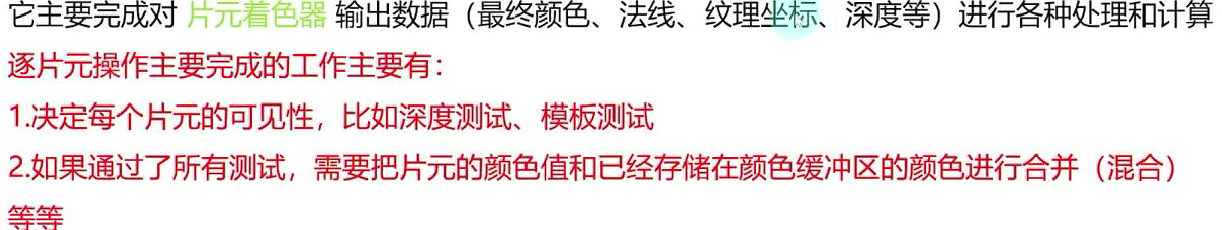 它主要完成对 片元着色器 输出数据（最终颜色、法线、纹理坐标、深度等）进行各种处理和计算
逐片元操作主要完成的工作主要有：
1.决定每个片元的可见性，比如深度测试、模板测试
2.如果通过了所有测试，需要把片元的颜色值和已经存储在颜色缓冲区的颜色进行合并（混合）
等等